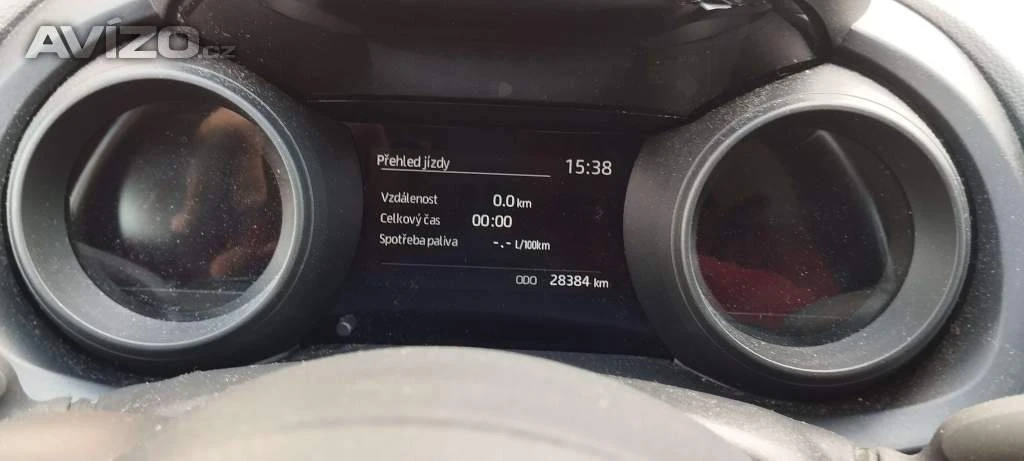 AVÍZO.cz
Přehled jízdy 15:38
Vzdálenost 0.0 km
Celkový čas 00:00
Spotřeba paliva -.- L/100km
ODO 28384 km